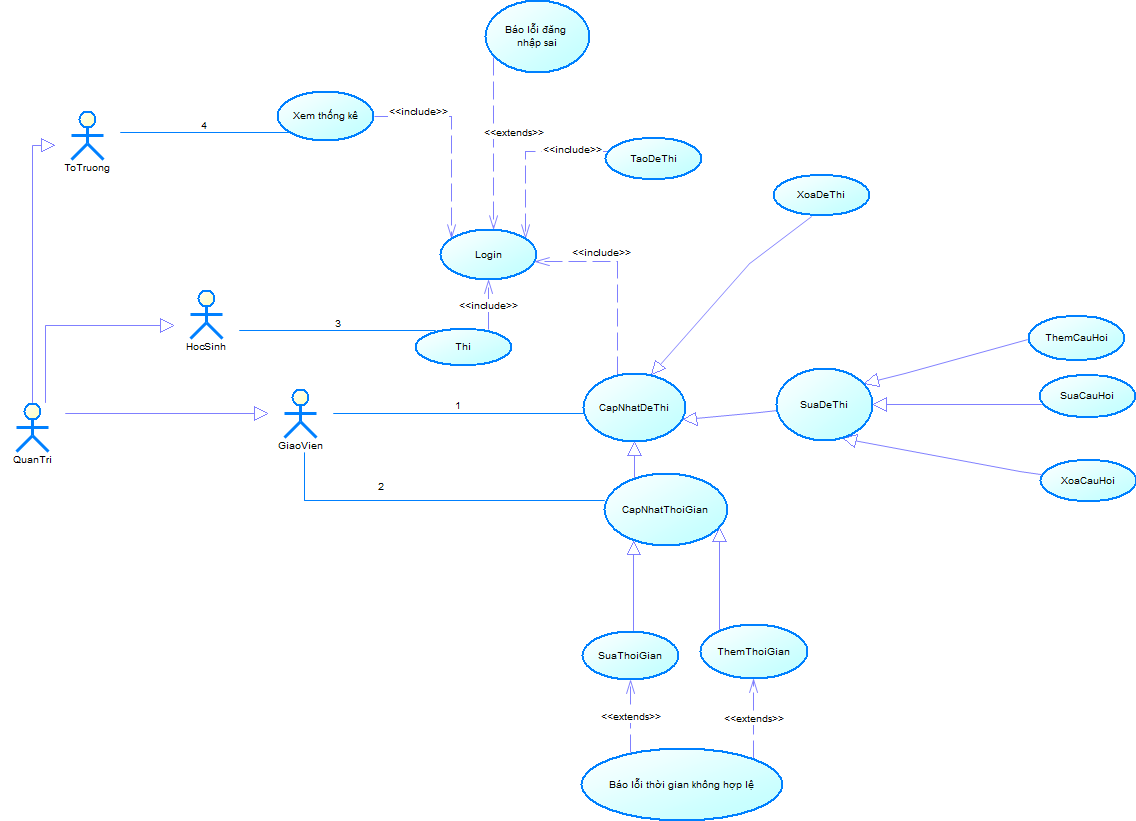 Báo lỗi đăng
nhập sai
Xem thống kê
<<include>>
4
<<extends>>
<<include>>
TaoDeThi
ToTruong
XoaDeThi
Login
<<include>>
<<include>>
3
HocSinh
Thi
ThemCauHoi
SuaCauHoi
1
CapNhatDeThi
SuaDeThi
GiaoVien
QuanTri
2
XoaCauHoi
CapNhatThoiGian
SuaThoiGian
ThemThoiGian
<<extends>>
<<extends>>
Báo lỗi thời gian không hợp lệ